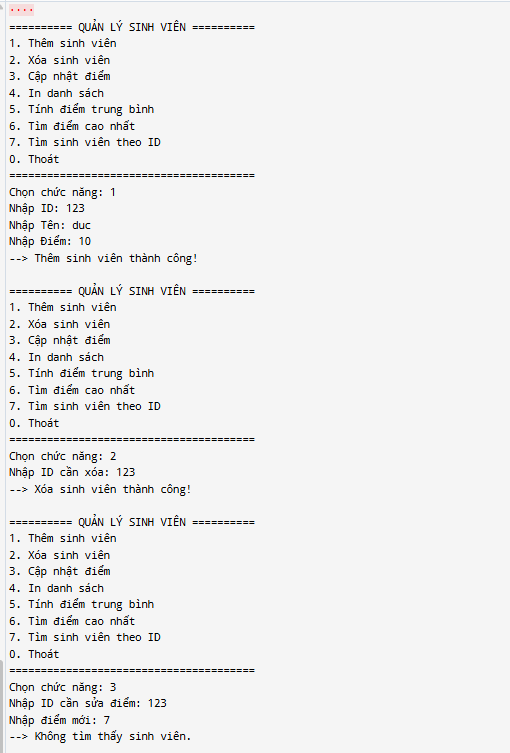 ....
========== QUẢN LÝ SINH VIÊN ==========
1. Thêm sinh viên
2. Xóa sinh viên
3. Cập nhật điểm
4. In danh sách
5. Tính điểm trung bình
6. Tìm điểm cao nhất
7. Tìm sinh viên theo ID
0. Thoát
=======================================
Chọn chức năng: 1
Nhập ID: 123
Nhập Tên: duc
Nhập Điểm: 10
--> Thêm sinh viên thành công!
========== QUẢN LÝ SINH VIÊN ==========
1. Thêm sinh viên
2. Xóa sinh viên
3. Cập nhật điểm
4. In danh sách
5. Tính điểm trung bình
6. Tìm điểm cao nhất
7. Tìm sinh viên theo ID
0. Thoát
=======================================
Chọn chức năng: 2
Nhập ID cần xóa: 123
--> Xóa sinh viên thành công!
========== QUẢN LÝ SINH VIÊN ==========
1. Thêm sinh viên
2. Xóa sinh viên
3. Cập nhật điểm
4. In danh sách
5. Tính điểm trung bình
6. Tìm điểm cao nhất
7. Tìm sinh viên theo ID
0. Thoát
=======================================
Chọn chức năng: 3
Nhập ID cần sửa điểm: 123
Nhập điểm mới: 7
--> Không tìm thấy sinh viên.